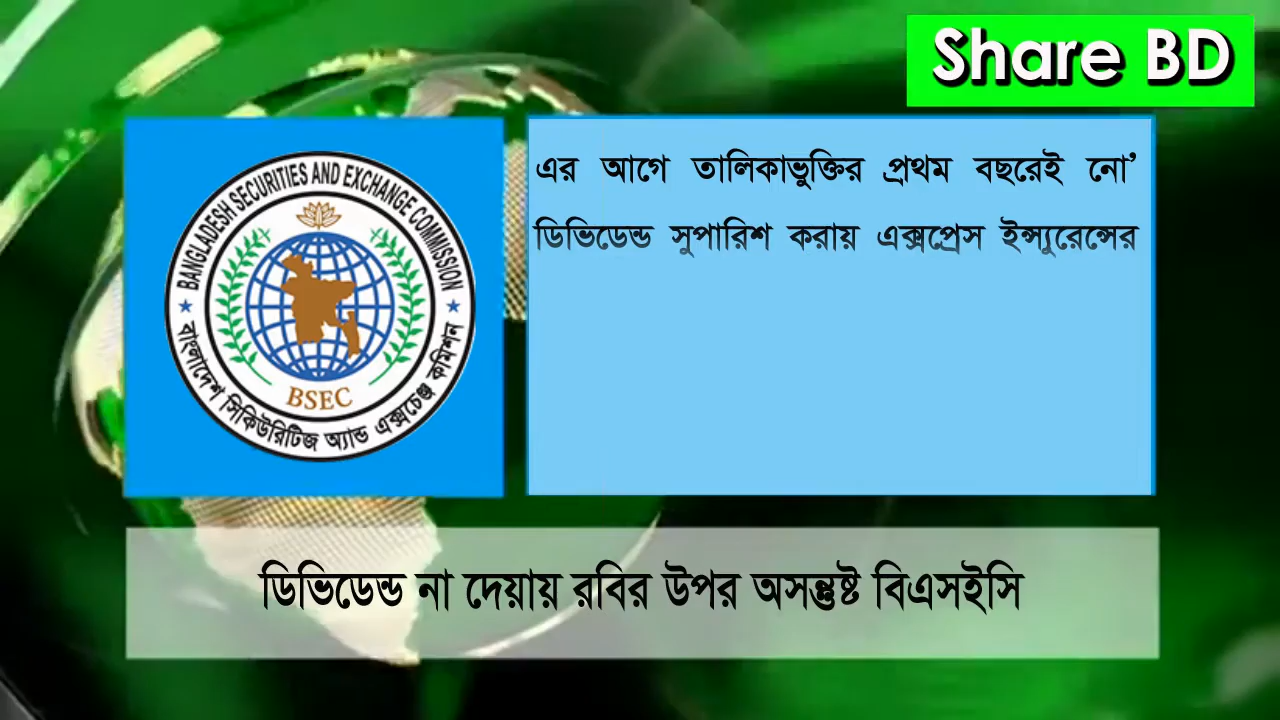 Share BD
এর আগে তালিকাভুক্তির প্রথম বছরেই নো’
ডিভিডেন্ড সুপারিশ করায় এক্সপ্রেস ইন্স্যুরেন্সের
BANGLADESH SECURITIES AND EXCHANGE COMMISSION
BSEC
বাংলাদেশ সিকিউরিটিজ অ্যান্ড এক্সচেঞ্জ কমিশন
ডিভিডেন্ড না দেয়ায় রবির উপর অসন্তুষ্ট বিএসইসি